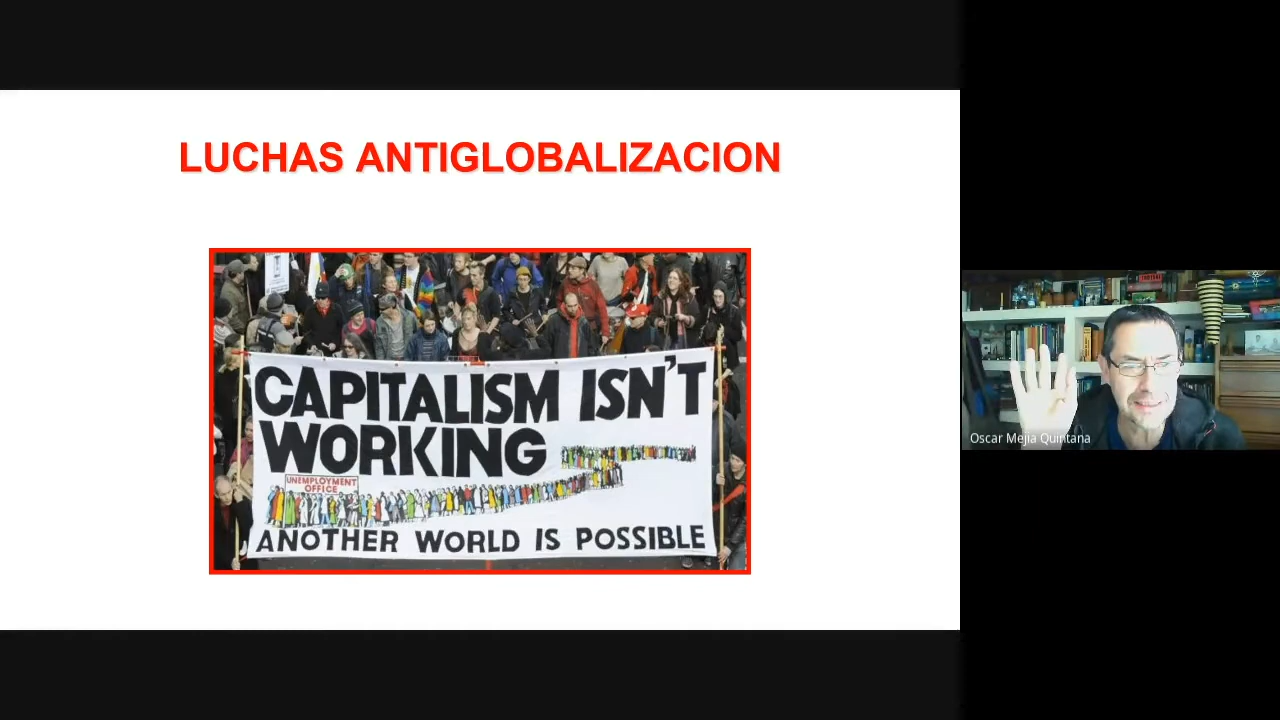 LUCHAS ANTIGLOBALIZACION
CAPITALISM ISN'T
WORKING
UNEMPLOYMENT
OFFICE
ANOTHER WORLD IS POSSIBLE
Oscar Mejia Quintana